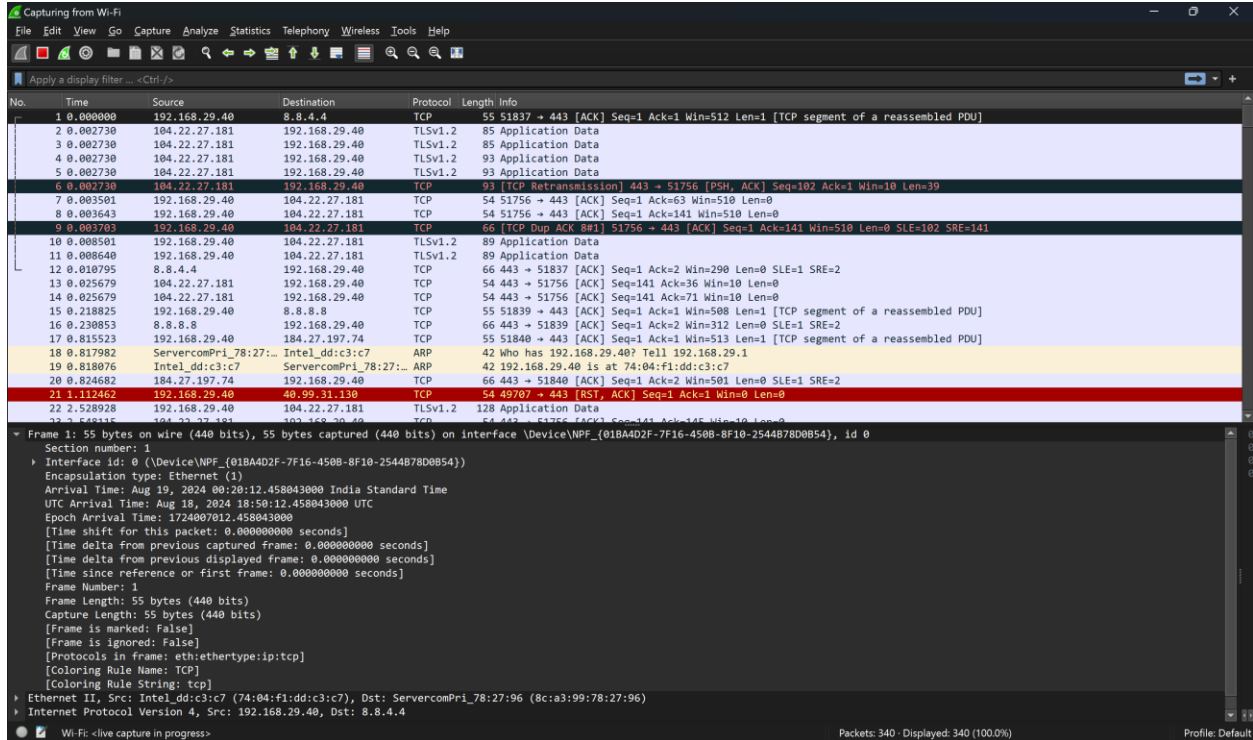 Capturing from Wi-Fi
File Edit View Go Capture Analyze Statistics Telephony Wireless Tools Help
Apply a display filter ... <Ctrl-/>
No. Time Source Destination Protocol Length Info
1 0.000000 192.168.29.40 8.8.4.4 TCP 55 51837 → 443 [ACK] Seq=1 Ack=1 Win=512 Len=1 [TCP segment of a reassembled PDU]
2 0.002730 104.22.27.181 192.168.29.40 TLSv1.2 85 Application Data
3 0.002730 104.22.27.181 192.168.29.40 TLSv1.2 85 Application Data
4 0.002730 104.22.27.181 192.168.29.40 TLSv1.2 93 Application Data
5 0.002730 104.22.27.181 192.168.29.40 TLSv1.2 93 Application Data
6 0.002730 104.22.27.181 192.168.29.40 TCP 93 [TCP Retransmission] 443 → 51756 [PSH, ACK] Seq=102 Ack=1 Win=10 Len=39
7 0.003501 192.168.29.40 104.22.27.181 TCP 54 51756 → 443 [ACK] Seq=1 Ack=63 Win=510 Len=0
8 0.003643 192.168.29.40 104.22.27.181 TCP 54 51756 → 443 [ACK] Seq=1 Ack=141 Win=510 Len=0
9 0.003703 192.168.29.40 104.22.27.181 TCP 66 [TCP Dup ACK 8#1] 51756 → 443 [ACK] Seq=1 Ack=141 Win=510 Len=0 SLE=102 SRE=141
10 0.008501 192.168.29.40 104.22.27.181 TLSv1.2 89 Application Data
11 0.008640 192.168.29.40 104.22.27.181 TLSv1.2 89 Application Data
12 0.010795 8.8.4.4 192.168.29.40 TCP 66 443 → 51837 [ACK] Seq=1 Ack=2 Win=290 Len=0 SLE=1 SRE=2
13 0.025679 104.22.27.181 192.168.29.40 TCP 54 443 → 51756 [ACK] Seq=141 Ack=36 Win=10 Len=0
14 0.025679 104.22.27.181 192.168.29.40 TCP 54 443 → 51756 [ACK] Seq=141 Ack=71 Win=10 Len=0
15 0.218825 192.168.29.40 8.8.8.8 TCP 55 51839 → 443 [ACK] Seq=1 Ack=1 Win=508 Len=1 [TCP segment of a reassembled PDU]
16 0.230853 8.8.8.8 192.168.29.40 TCP 66 443 → 51839 [ACK] Seq=1 Ack=2 Win=312 Len=0 SLE=1 SRE=2
17 0.815523 192.168.29.40 184.27.197.74 TCP 55 51840 → 443 [ACK] Seq=1 Ack=1 Win=513 Len=1 [TCP segment of a reassembled PDU]
18 0.817982 ServercomPri_78:27:… Intel_dd:c3:c7 ARP 42 Who has 192.168.29.40? Tell 192.168.29.1
19 0.818076 Intel_dd:c3:c7 ServercomPri_78:27:… ARP 42 192.168.29.40 is at 74:04:f1:dd:c3:c7
20 0.824682 184.27.197.74 192.168.29.40 TCP 66 443 → 51840 [ACK] Seq=1 Ack=2 Win=501 Len=0 SLE=1 SRE=2
21 1.112462 192.168.29.40 40.99.31.130 TCP 54 49707 → 443 [RST, ACK] Seq=1 Ack=1 Win=0 Len=0
22 2.528928 192.168.29.40 104.22.27.181 TLSv1.2 128 Application Data
23 2.548115 104.22.27.181 192.168.29.40 TCP 54 443 → 51756 [ACK] Seq=141 Ack=145 Win=10 Len=0
Frame 1: 55 bytes on wire (440 bits), 55 bytes captured (440 bits) on interface \Device\NPF_{01BA4D2F-7F16-450B-8F10-2544B78D0B54}, id 0
Section number: 1
Interface id: 0 (\Device\NPF_{01BA4D2F-7F16-450B-8F10-2544B78D0B54})
Encapsulation type: Ethernet (1)
Arrival Time: Aug 19, 2024 00:20:12.458043000 India Standard Time
UTC Arrival Time: Aug 18, 2024 18:50:12.458043000 UTC
Epoch Arrival Time: 1724007012.458043000
[Time shift for this packet: 0.000000000 seconds]
[Time delta from previous captured frame: 0.000000000 seconds]
[Time delta from previous displayed frame: 0.000000000 seconds]
[Time since reference or first frame: 0.000000000 seconds]
Frame Number: 1
Frame Length: 55 bytes (440 bits)
Capture Length: 55 bytes (440 bits)
[Frame is marked: False]
[Frame is ignored: False]
[Protocols in frame: eth:ethertype:ip:tcp]
[Coloring Rule Name: TCP]
[Coloring Rule String: tcp]
Ethernet II, Src: Intel_dd:c3:c7 (74:04:f1:dd:c3:c7), Dst: ServercomPri_78:27:96 (8c:a3:99:78:27:96)
Internet Protocol Version 4, Src: 192.168.29.40, Dst: 8.8.4.4
Wi-Fi: <live capture in progress> Packets: 340 · Displayed: 340 (100.0%) Profile: Default